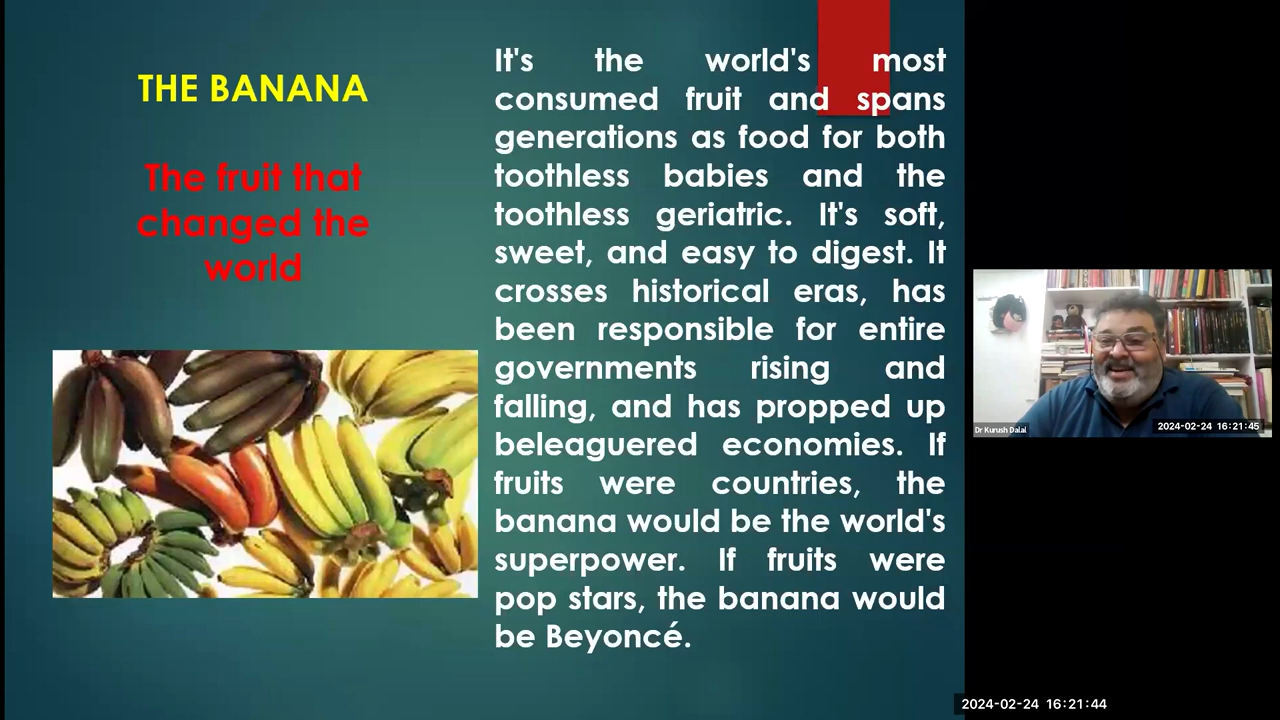 THE BANANA
The fruit that
changed the
world
It's the world's most
consumed fruit and spans
generations as food for both
toothless babies and the
toothless geriatric. It's soft,
sweet, and easy to digest. It
crosses historical eras, has
been responsible for entire
governments rising and
falling, and has propped up
beleaguered economies. If
fruits were countries, the
banana would be the world's
superpower. If fruits were
pop stars, the banana would
be Beyoncé.
Dr Kurush Dalal
2024-02-24 16:21:45
2024-02-24 16:21:44